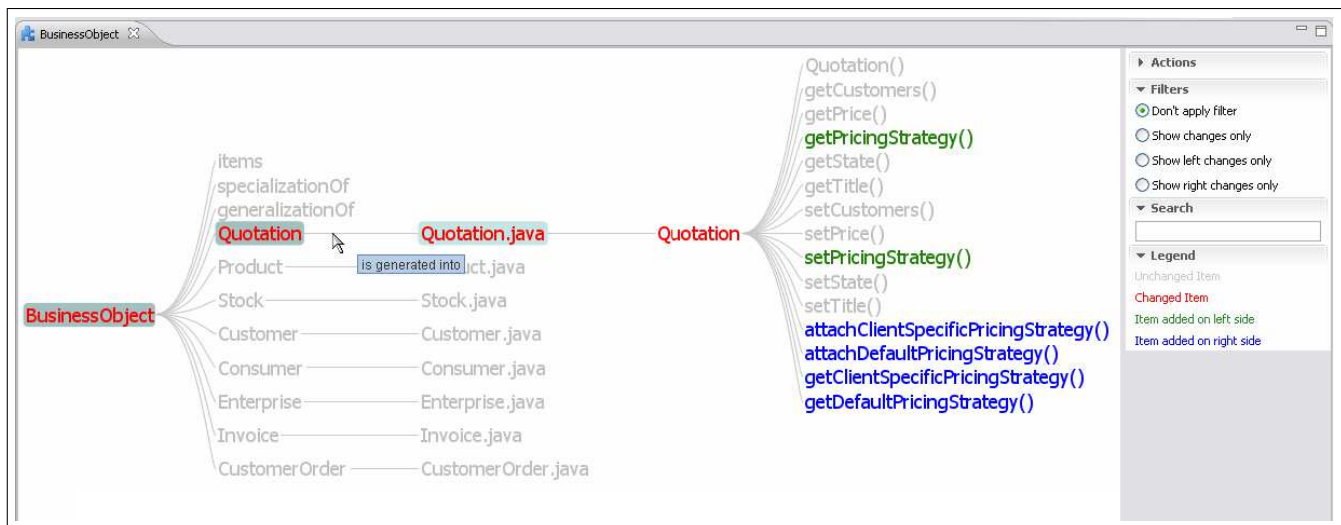 BusinessObject
Quotation()
getCustomers()
getPrice()
getPricingStrategy()
getState()
getTitle()
setCustomers()
setPrice()
setPricingStrategy()
setState()
setTitle()
attachClientSpecificPricingStrategy()
attachDefaultPricingStrategy()
getClientSpecificPricingStrategy()
getDefaultPricingStrategy()
items
specializationOf
generalizationOf
Quotation Quotation.java Quotation
is generated into
Product uct.java
Stock Stock.java
BusinessObject
Customer Customer.java
Consumer Consumer.java
Enterprise Enterprise.java
Invoice Invoice.java
CustomerOrder CustomerOrder.java
Actions
Filters
Don't apply filter
Show changes only
Show left changes only
Show right changes only
Search
Legend
Unchanged Item
Changed Item
Item added on left side
Item added on right side